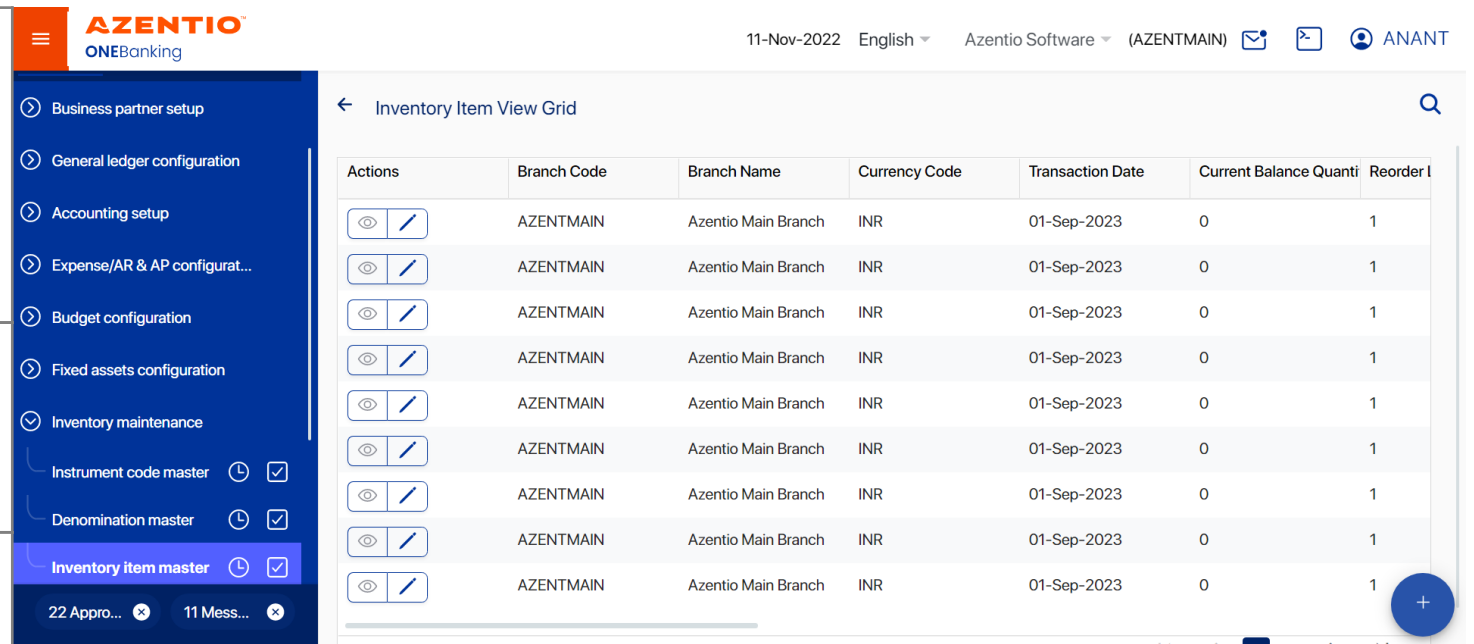 AZENTIO
ONEBanking
11-Nov-2022 English Azentio Software (AZENTMAIN) ANANT
Business partner setup
General ledger configuration
Accounting setup
Expense/AR & AP configurat...
Budget configuration
Fixed assets configuration
Inventory maintenance
Instrument code master
Denomination master
Inventory item master
22 Appro... 11 Mess...
Inventory Item View Grid
Actions Branch Code Branch Name Currency Code Transaction Date Current Balance Quanti Reorder L
AZENTMAIN Azentio Main Branch INR 01-Sep-2023 0 1
AZENTMAIN Azentio Main Branch INR 01-Sep-2023 0 1
AZENTMAIN Azentio Main Branch INR 01-Sep-2023 0 1
AZENTMAIN Azentio Main Branch INR 01-Sep-2023 0 1
AZENTMAIN Azentio Main Branch INR 01-Sep-2023 0 1
AZENTMAIN Azentio Main Branch INR 01-Sep-2023 0 1
AZENTMAIN Azentio Main Branch INR 01-Sep-2023 0 1
AZENTMAIN Azentio Main Branch INR 01-Sep-2023 0 1
AZENTMAIN Azentio Main Branch INR 01-Sep-2023 0 1